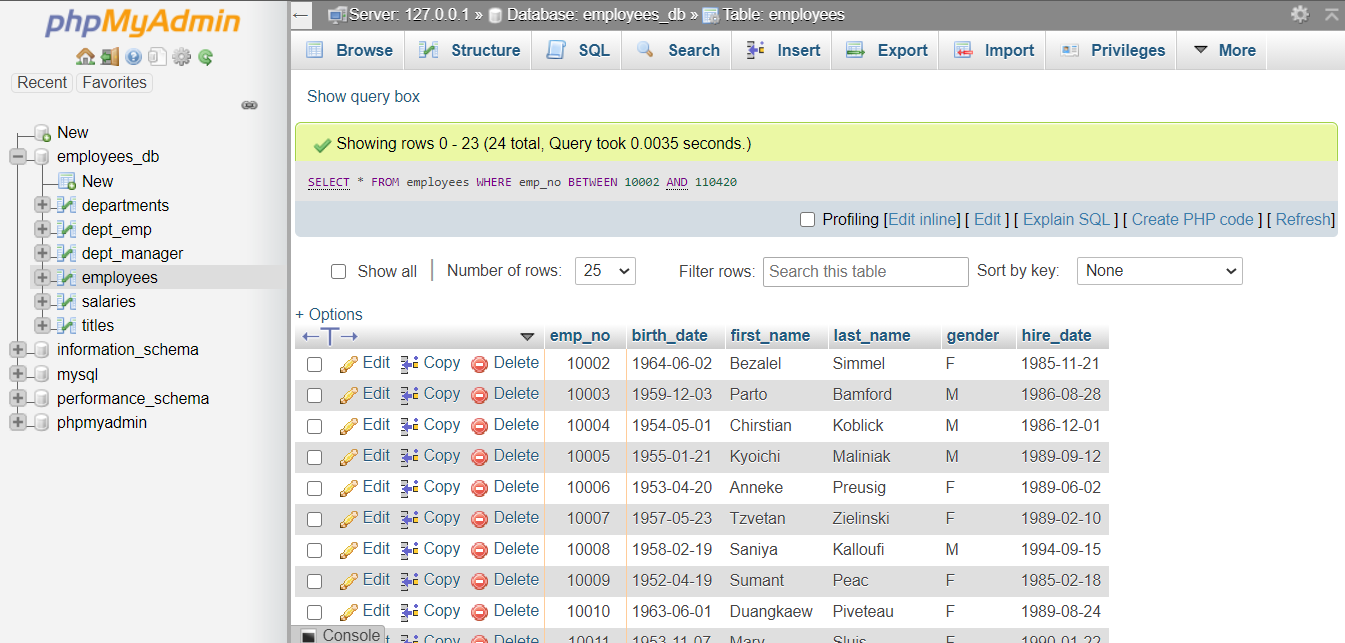 phpMyAdmin
Recent Favorites
New
employees_db
New
departments
dept_emp
dept_manager
employees
salaries
titles
information_schema
mysql
performance_schema
phpmyadmin
Server: 127.0.0.1 » Database: employees_db » Table: employees
Browse Structure SQL Search Insert Export Import Privileges More
Show query box
Showing rows 0 - 23 (24 total, Query took 0.0035 seconds.)
SELECT * FROM employees WHERE emp_no BETWEEN 10002 AND 110420
Profiling [Edit inline] [ Edit ] [ Explain SQL ] [ Create PHP code ] [ Refresh]
Show all | Number of rows: 25 Filter rows: Search this table Sort by key: None
+ Options
←T→ emp_no birth_date first_name last_name gender hire_date
Edit Copy Delete 10002 1964-06-02 Bezalel Simmel F 1985-11-21
Edit Copy Delete 10003 1959-12-03 Parto Bamford M 1986-08-28
Edit Copy Delete 10004 1954-05-01 Chirstian Koblick M 1986-12-01
Edit Copy Delete 10005 1955-01-21 Kyoichi Maliniak M 1989-09-12
Edit Copy Delete 10006 1953-04-20 Anneke Preusig F 1989-06-02
Edit Copy Delete 10007 1957-05-23 Tzvetan Zielinski F 1989-02-10
Edit Copy Delete 10008 1958-02-19 Saniya Kalloufi M 1994-09-15
Edit Copy Delete 10009 1952-04-19 Sumant Peac F 1985-02-18
Edit Copy Delete 10010 1963-06-01 Duangkaew Piveteau F 1989-08-24
Console Copy Delete 10011 1953-11-07 Mary Sluis F 1990-01-22